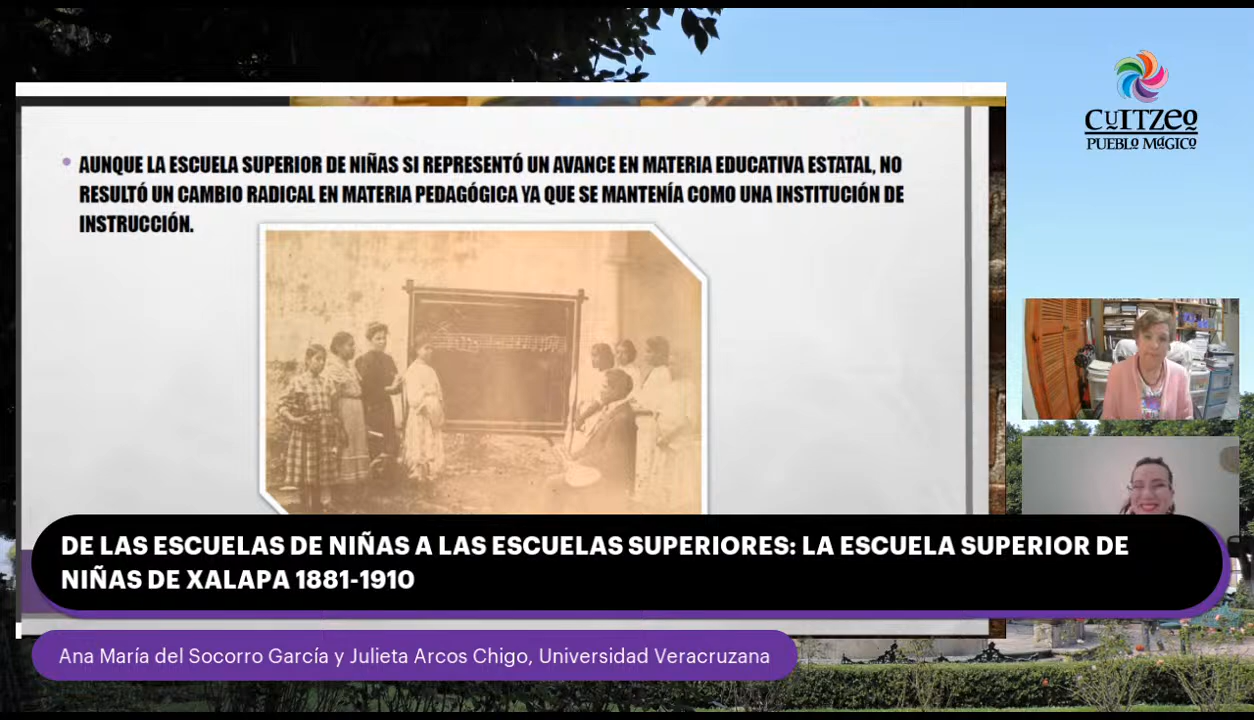 CUITZEO
PUEBLO MÁGICO
AUNQUE LA ESCUELA SUPERIOR DE NIÑAS SI REPRESENTÓ UN AVANCE EN MATERIA EDUCATIVA ESTATAL, NO
RESULTÓ UN CAMBIO RADICAL EN MATERIA PEDAGÓGICA YA QUE SE MANTENÍA COMO UNA INSTITUCIÓN DE
INSTRUCCIÓN.
DE LAS ESCUELAS DE NIÑAS A LAS ESCUELAS SUPERIORES: LA ESCUELA SUPERIOR DE
NIÑAS DE XALAPA 1881-1910
Ana María del Socorro García y Julieta Arcos Chigo, Universidad Veracruzana